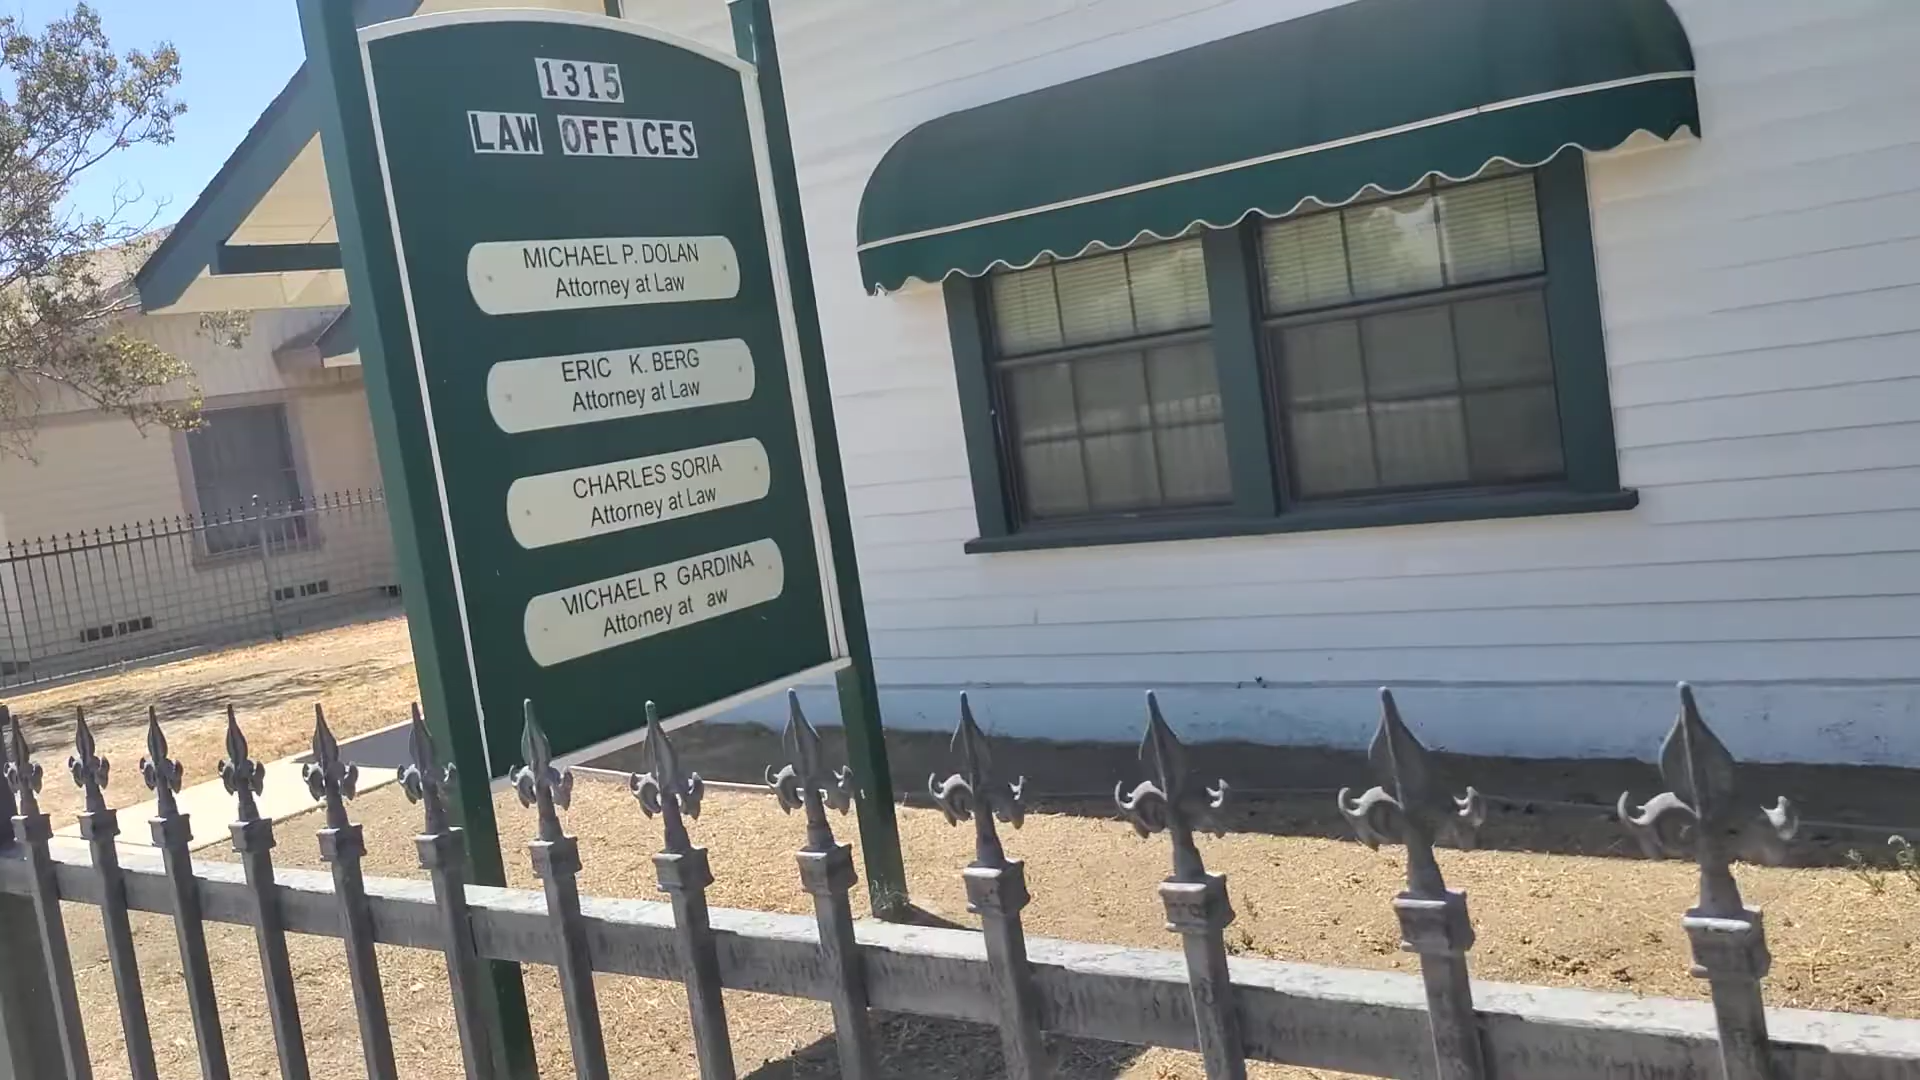 1315
LAW OFFICES
MICHAEL P. DOLAN
Attorney at Law
ERIC K. BERG
Attorney at Law
CHARLES SORIA
Attorney at Law
MICHAEL R GARDINA
Attorney at aw